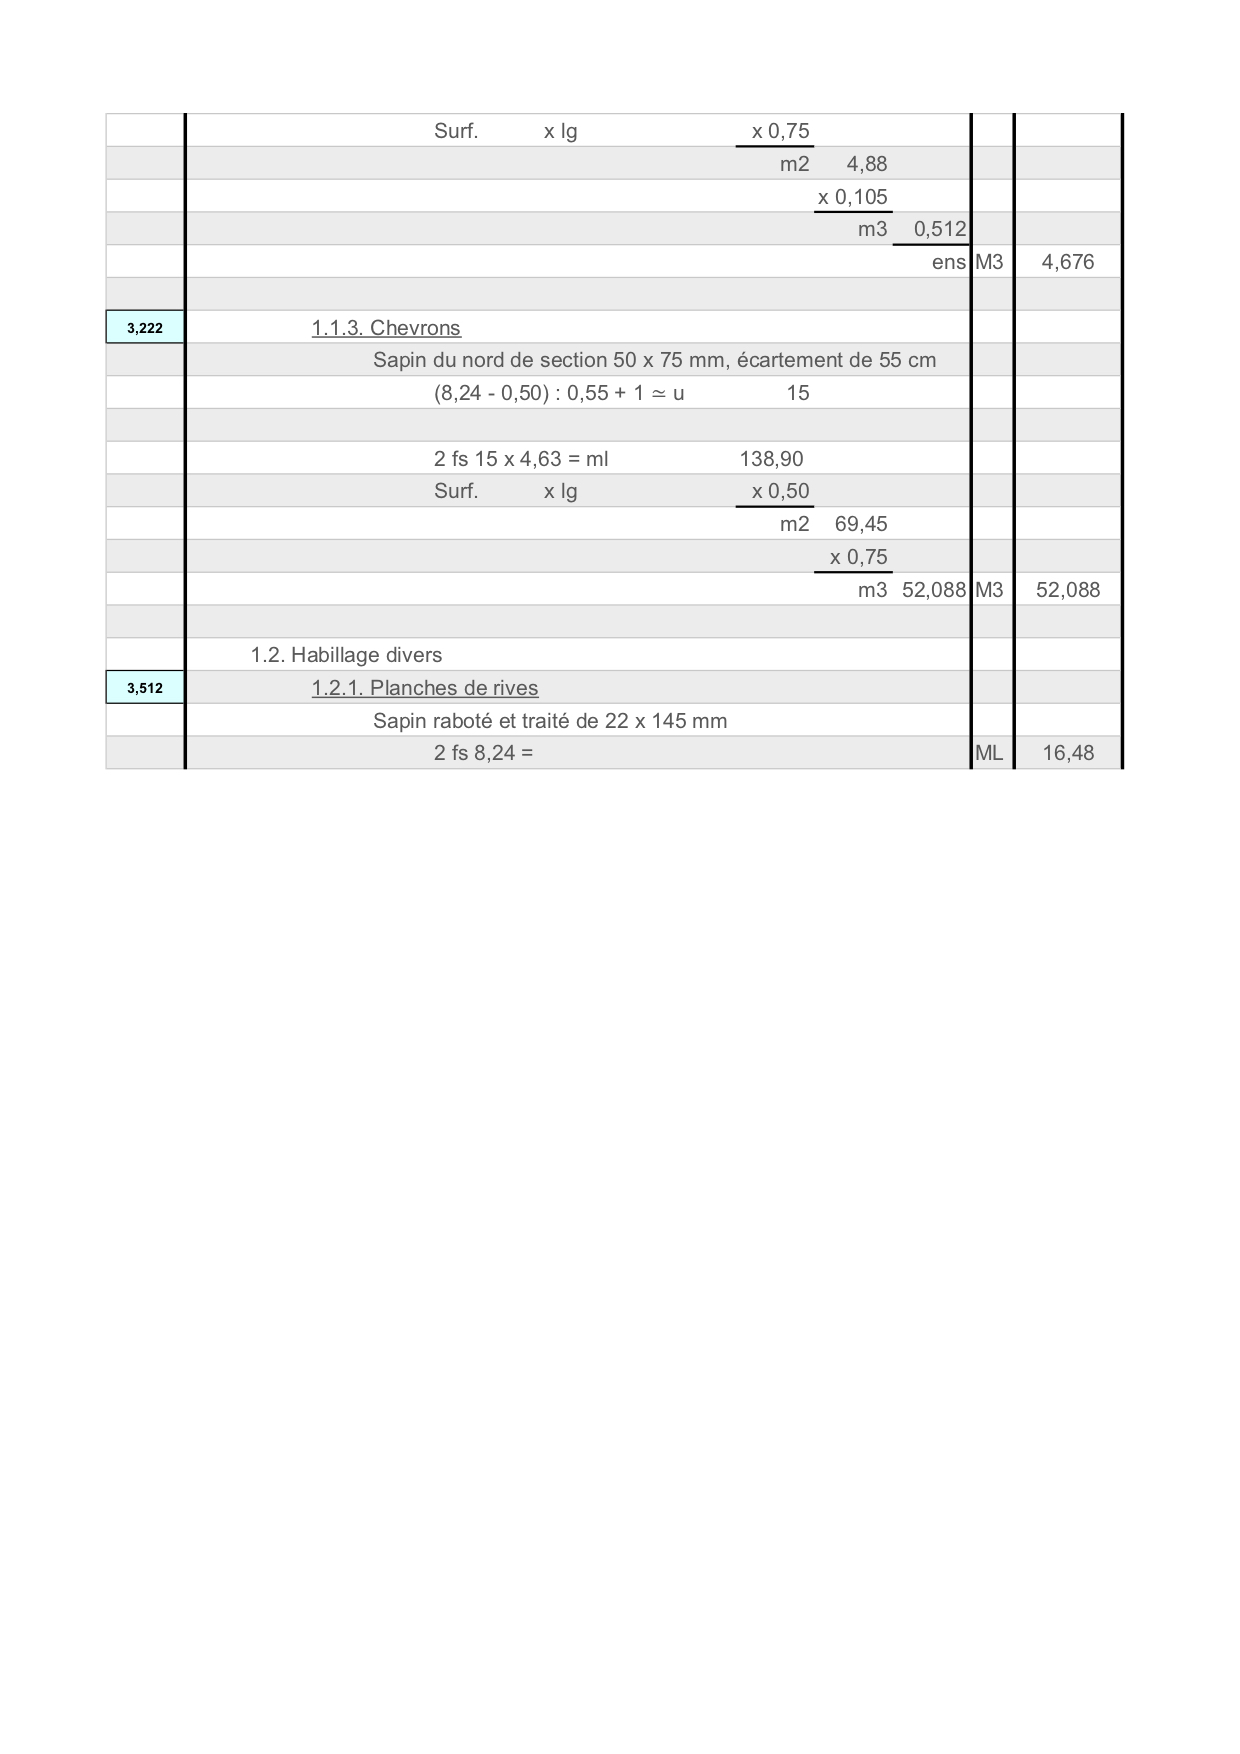 Surf. x lg x 0,75
m2 4,88
x 0,105
m3 0,512
ens M3 4,676
3,222 1.1.3. Chevrons
Sapin du nord de section 50 x 75 mm, écartement de 55 cm
(8,24 - 0,50) : 0,55 + 1 ≃ u 15
2 fs 15 x 4,63 = ml 138,90
Surf. x lg x 0,50
m2 69,45
x 0,75
m3 52,088 M3 52,088
1.2. Habillage divers
3,512 1.2.1. Planches de rives
Sapin raboté et traité de 22 x 145 mm
2 fs 8,24 = ML 16,48